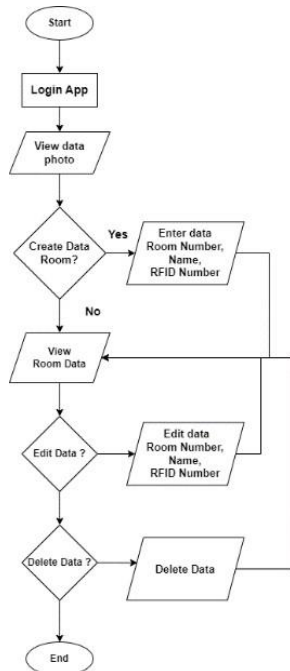 Start
Login App
View data
photo
Create Data
Room?
Yes
Enter data
Room Number,
Name,
RFID Number
No
View
Room Data
Edit Data ?
Edit data
Room Number,
Name,
RFID Number
Delete Data ?
Delete Data
End